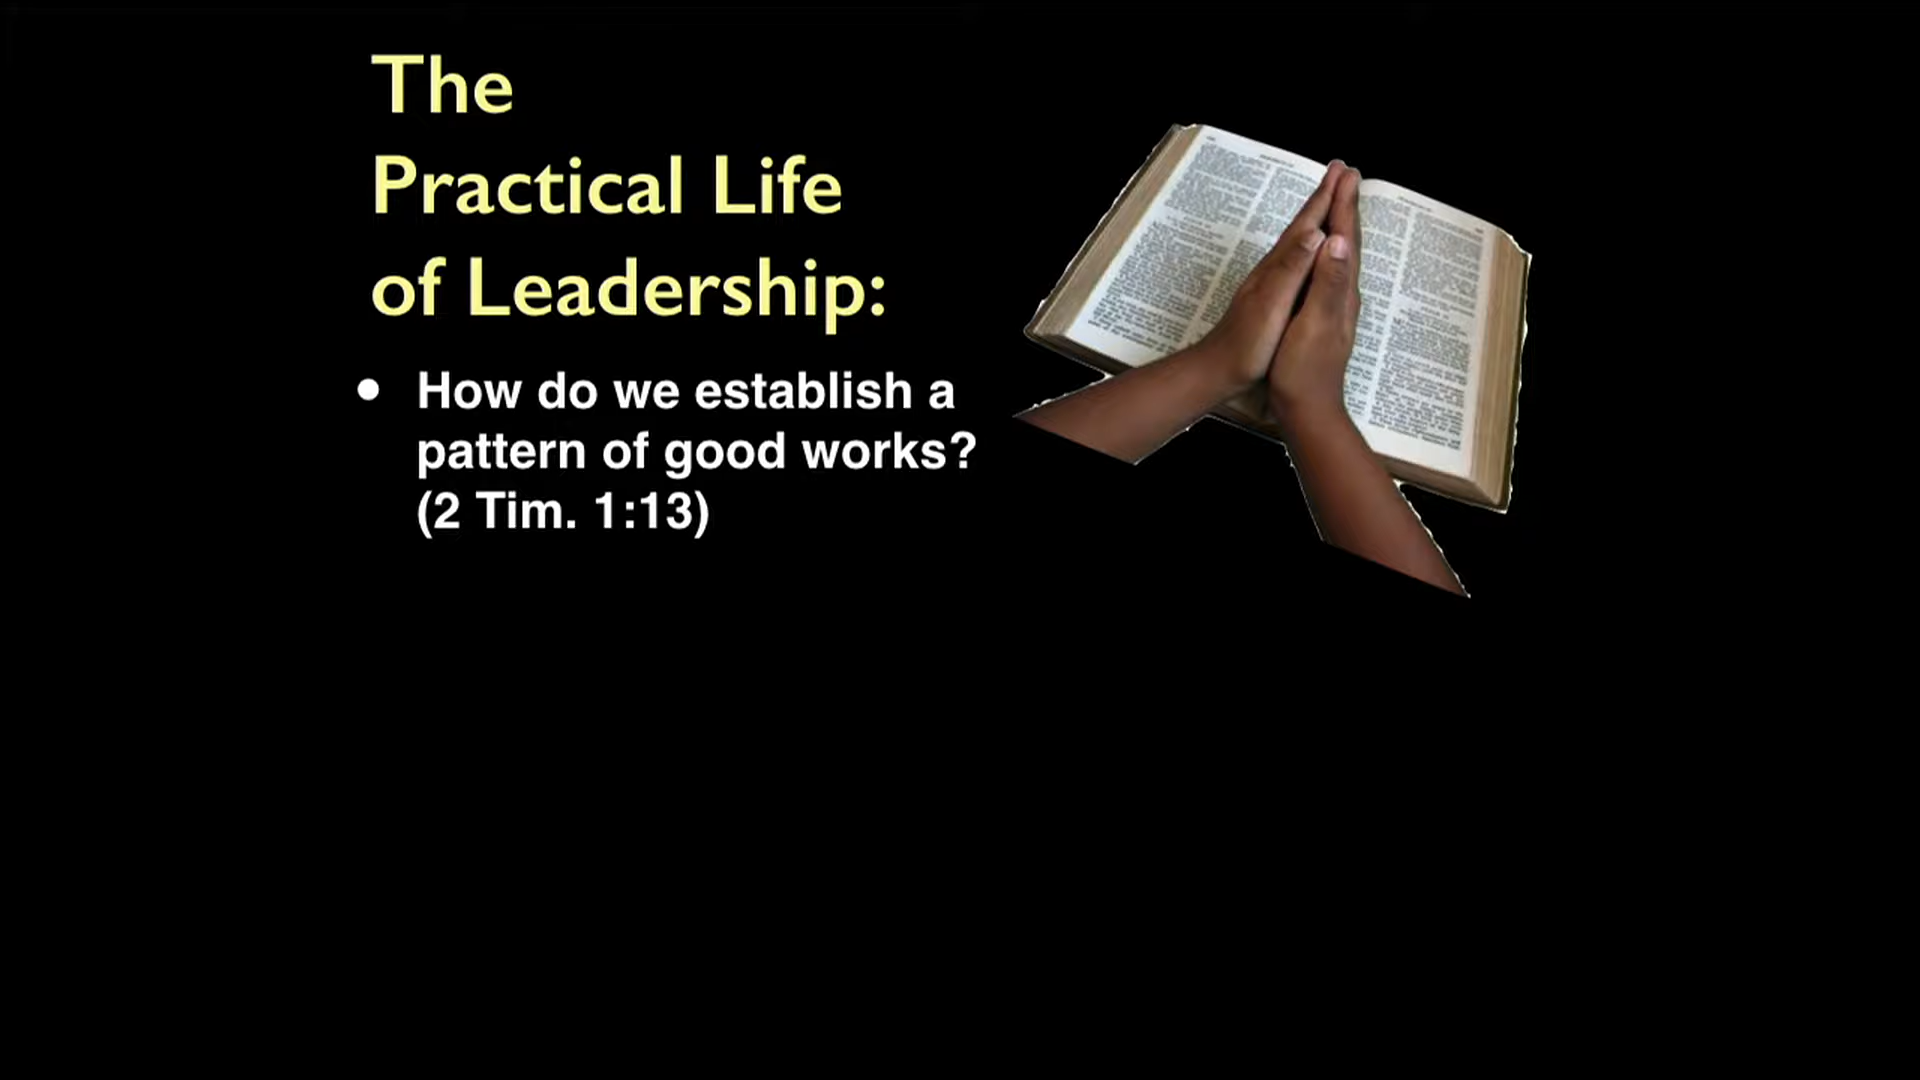 The
Practical Life
of Leadership:
• How do we establish a
pattern of good works?
(2 Tim. 1:13)